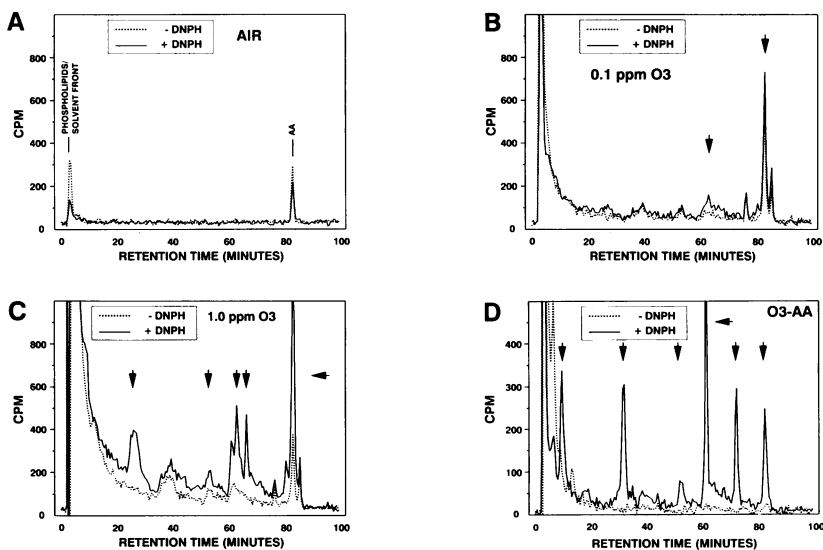 A
- DNPH
+ DNPH
AIR
PHOSPHOLIPIDS/
SOLVENT FRONT
AA
CPM
800
600
400
200
0
0 20 40 60 80 100
RETENTION TIME (MINUTES)
B
- DNPH
+ DNPH
0.1 ppm O3
CPM
800
600
400
200
0
0 20 40 60 80 100
RETENTION TIME (MINUTES)
C
- DNPH
+ DNPH
1.0 ppm O3
CPM
800
600
400
200
0
0 20 40 60 80 100
RETENTION TIME (MINUTES)
D
- DNPH
+ DNPH
O3-AA
CPM
400
300
200
100
0
0 20 40 60 80 100
RETENTION TIME (MINUTES)